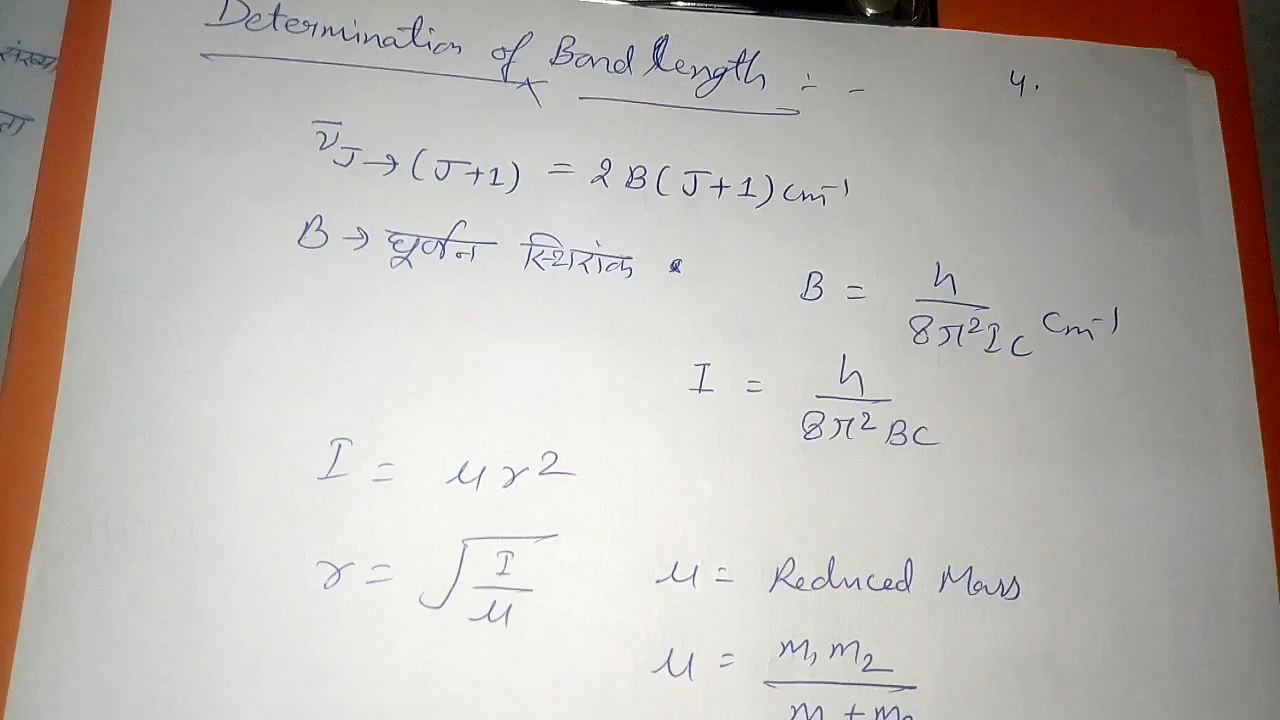 संख्या
ता
Determination of Bond length :- 4.
ν̅J→(J+1) = 2B(J+1)cm⁻¹
B→ घूर्णन स्थिरांक
B = h/8π²Ic cm⁻¹
I = h/8π²BC
I = μr2
r = √I/μ
μ = Reduced Mass
μ = m₁m₂/m+m₂